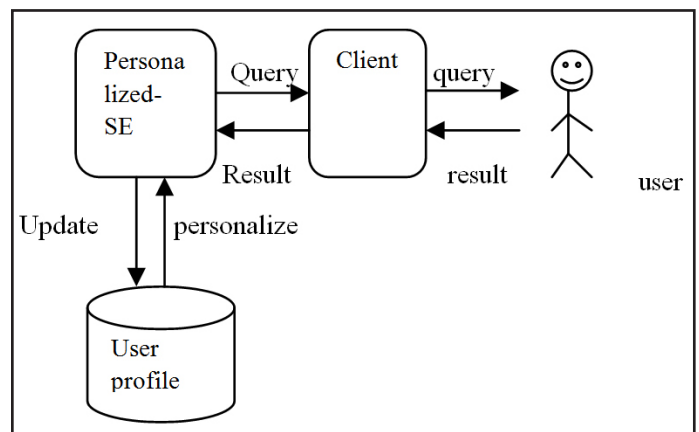 Persona
lized-
SE
Query
Client
query
Result
result
user
Update
personalize
User
profile